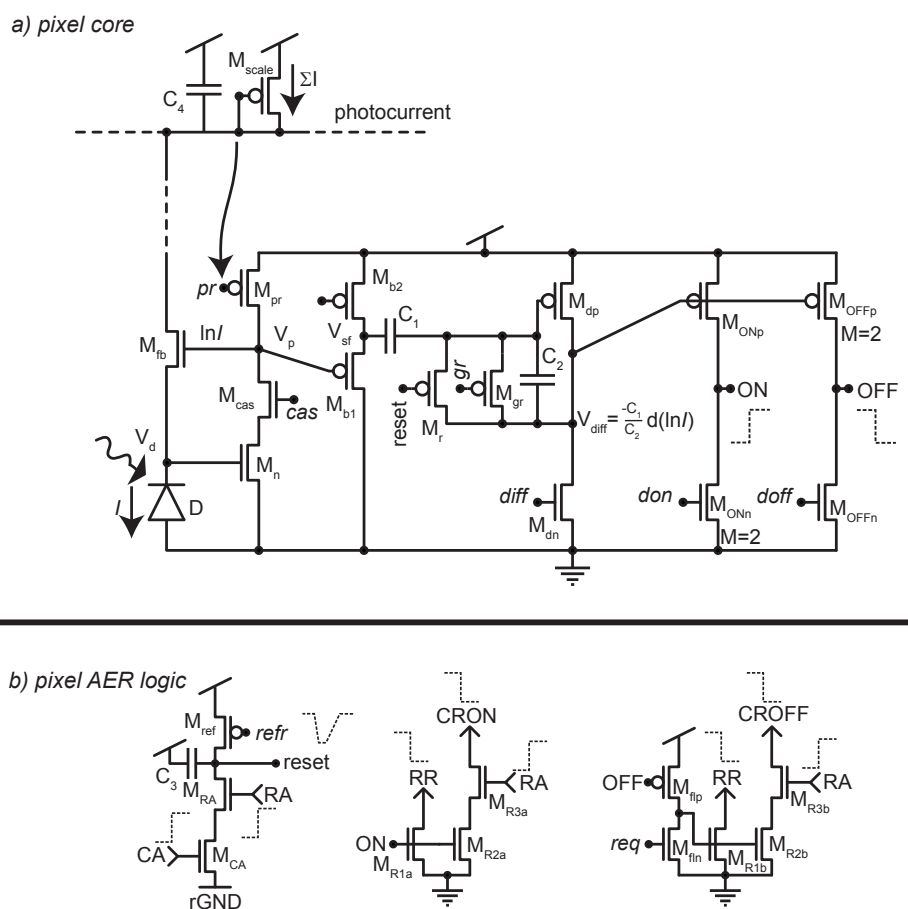 a) pixel core
M_scale
ΣI
C_4
photocurrent
pr
M_pr
M_b2
M_dp
M_ONp
M_OFFp
M=2
lnI
V_p
V_sf
C_1
M_fb
M_cas
cas
M_b1
reset
M_r
gr
M_gr
C_2
V_diff = -C_1/C_2 d(lnI)
ON
OFF
V_d
I
D
M_n
diff
M_dn
don
M_ONn
M=2
doff
M_OFFn
b) pixel AER logic
M_ref
refr
reset
C_3
M_RA
RA
CA
M_CA
rGND
CRON
RR
RA
M_R3a
ON
M_R1a
M_R2a
CROFF
OFF
M_flp
RR
RA
M_R3b
req
M_fln
M_R1b
M_R2b